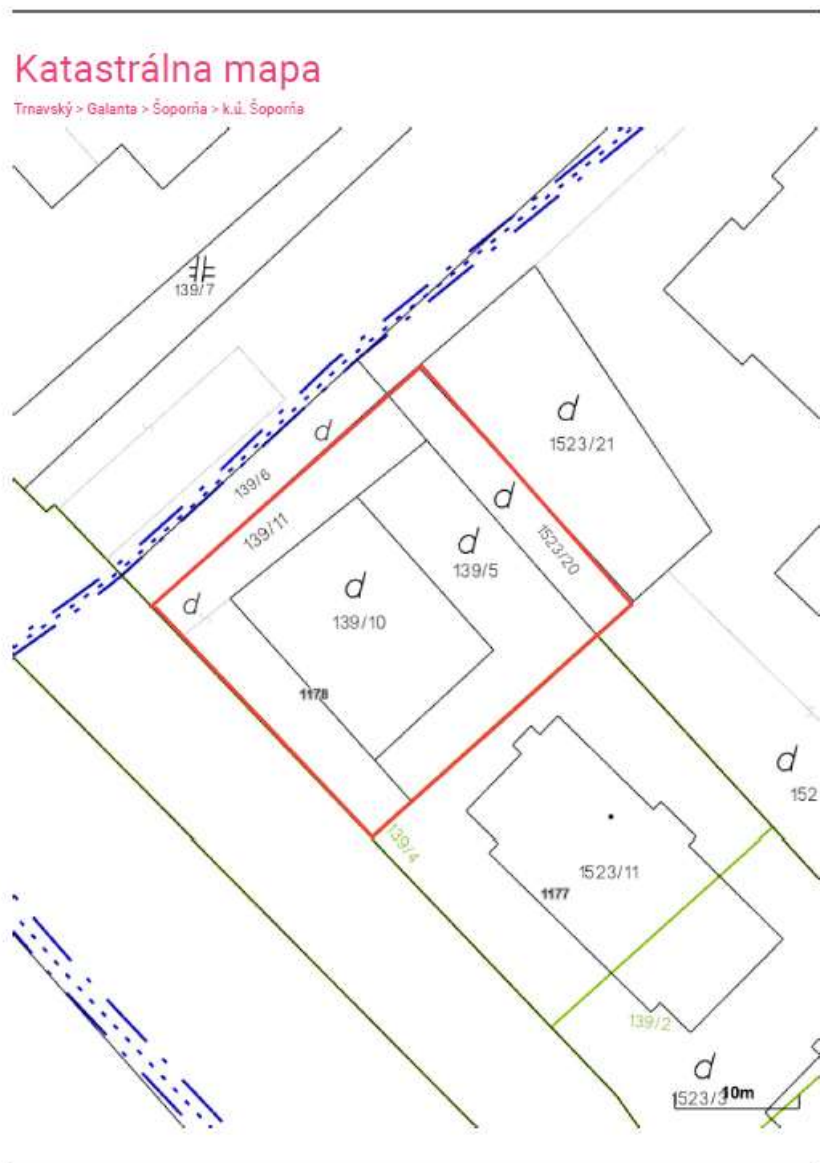 Katastrálna mapa
Trnavský > Galanta > Šoporňa > k.ú. Šoporňa
139/7
d
1523/21
d
139/6
139/11
d
1523/20
d
139/5
d
139/10
d
1178
139/4
d
152
1523/11
1177
139/2
d
1523/3
10m